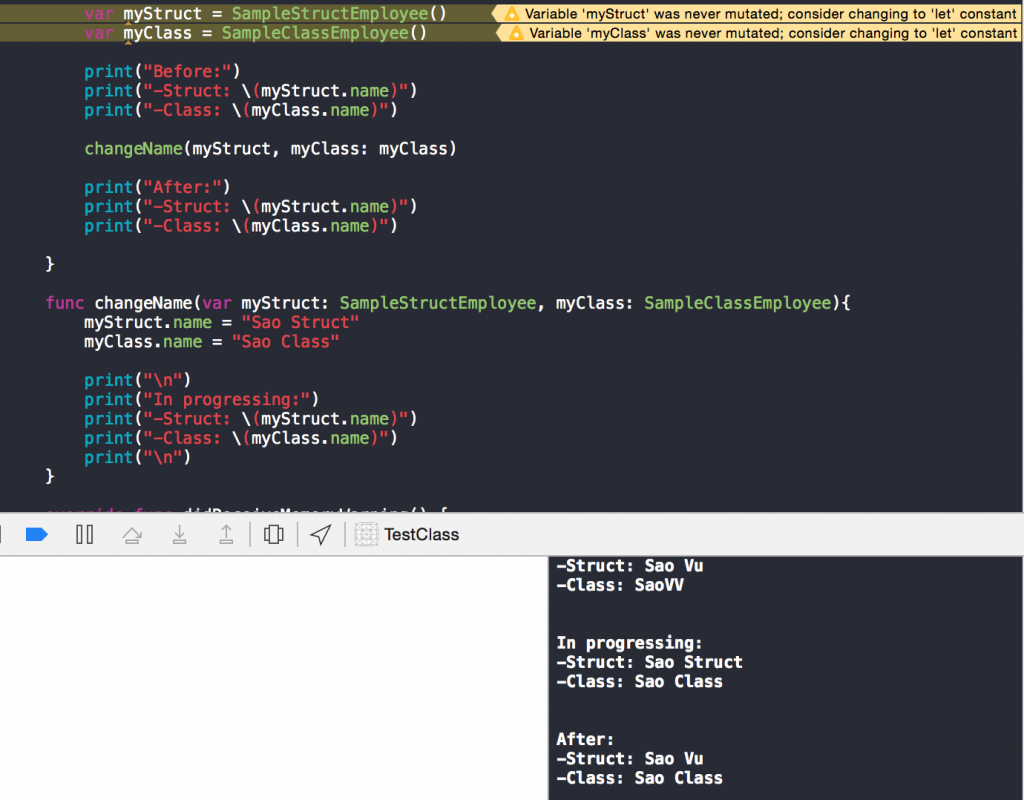 var myStruct = SampleStructEmployee()
Variable 'myStruct' was never mutated; consider changing to 'let' constant
var myClass = SampleClassEmployee()
Variable 'myClass' was never mutated; consider changing to 'let' constant
print("Before:")
print("-Struct: \(myStruct.name)")
print("-Class: \(myClass.name)")
changeName(myStruct, myClass: myClass)
print("After:")
print("-Struct: \(myStruct.name)")
print("-Class: \(myClass.name)")
}
func changeName(var myStruct: SampleStructEmployee, myClass: SampleClassEmployee){
myStruct.name = "Sao Struct"
myClass.name = "Sao Class"
print("\n")
print("In progressing:")
print("-Struct: \(myStruct.name)")
print("-Class: \(myClass.name)")
print("\n")
}
override func didReceiveMemoryWarning() {
TestClass
-Struct: Sao Vu
-Class: SaoVV
In progressing:
-Struct: Sao Struct
-Class: Sao Class
After:
-Struct: Sao Vu
-Class: Sao Class